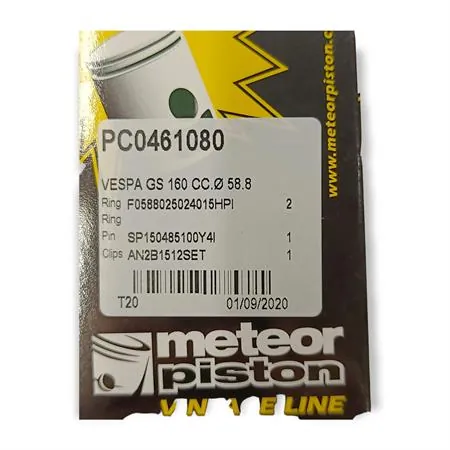 www.meteorpiston.c
PC0461080
VESPA GS 160 CC.Ø 58.8
Ring F0588025024015HPI 2
Ring
Pin SP150485100Y4I 1
Clips AN2B1512SET 1
T20 01/09/2020
meteor
piston
LINE